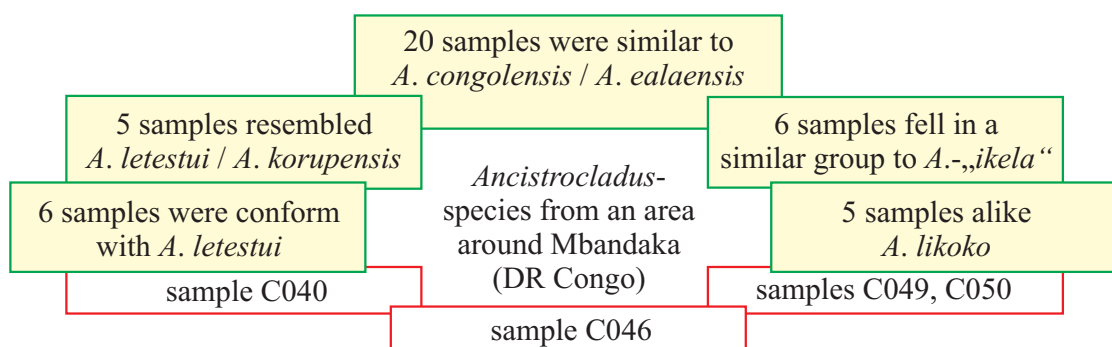 20 samples were similar to
A. congolensis / A. ealaensis
5 samples resembled
A. letestui / A. korupensis
6 samples fell in a
similar group to A.-„ikela“
6 samples were conform
with A. letestui
Ancistrocladus-
species from an area
around Mbandaka
(DR Congo)
5 samples alike
A. likoko
sample C040
samples C049, C050
sample C046